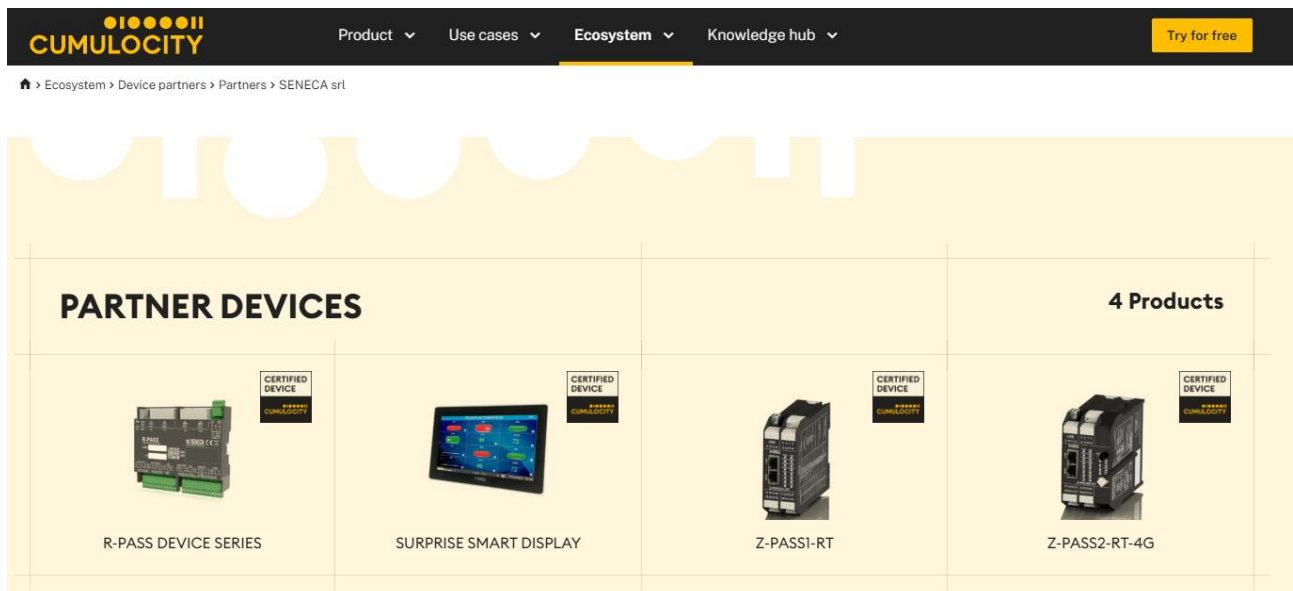 CUMULOCITY
Product
Use cases
Ecosystem
Knowledge hub
Try for free
> Ecosystem > Device partners > Partners > SENECA srl
PARTNER DEVICES
4 Products
CERTIFIED
DEVICE
CUMULOCITY
R-PASS
SENECA
CERTIFIED
DEVICE
CUMULOCITY
CERTIFIED
DEVICE
CUMULOCITY
CERTIFIED
DEVICE
CUMULOCITY
R-PASS DEVICE SERIES
SURPRISE SMART DISPLAY
Z-PASS1-RT
Z-PASS2-RT-4G